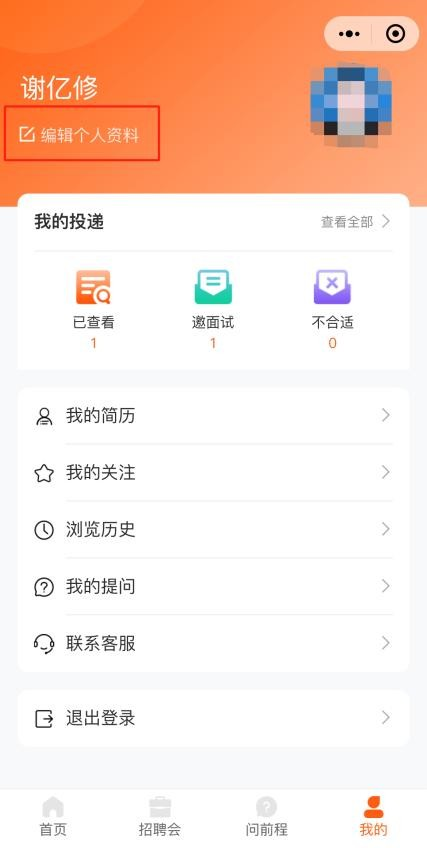 谢亿修
编辑个人资料
我的投递
查看全部
已查看
邀面试
不合适
1
1
0
我的简历
我的关注
浏览历史
我的提问
联系客服
退出登录
首页
招聘会
问前程
我的